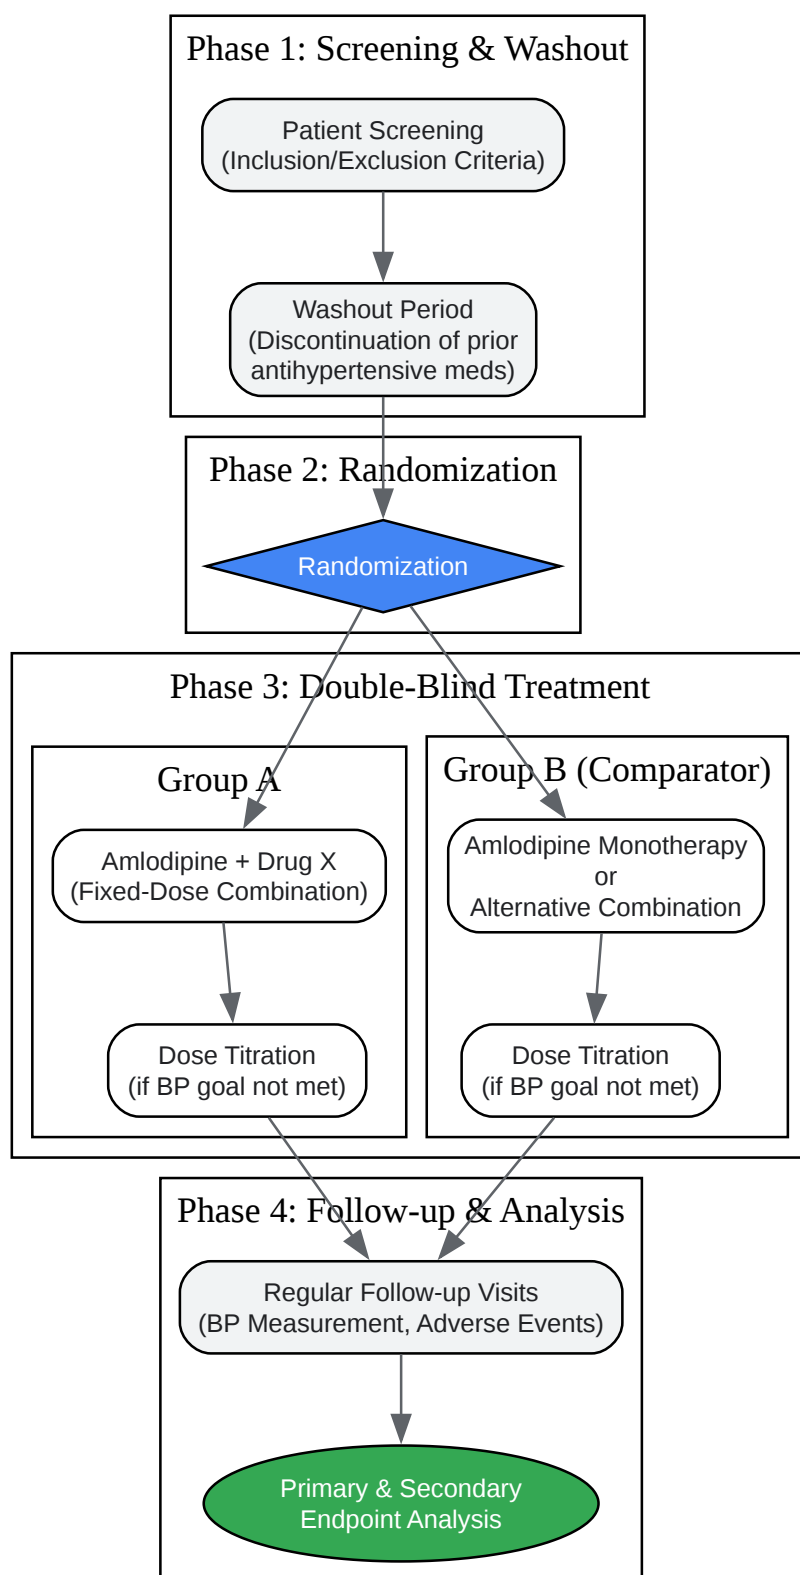 Phase 1: Screening & Washout
Patient Screening
(Inclusion/Exclusion Criteria)
Washout Period
(Discontinuation of prior
antihypertensive meds)
Phase 2: Randomization
Randomization
Phase 3: Double-Blind Treatment
Group A
Amlodipine + Drug X
(Fixed-Dose Combination)
Dose Titration
(if BP goal not met)
Group B (Comparator)
Amlodipine Monotherapy
or
Alternative Combination
Dose Titration
(if BP goal not met)
Phase 4: Follow-up & Analysis
Regular Follow-up Visits
(BP Measurement, Adverse Events)
Primary & Secondary
Endpoint Analysis